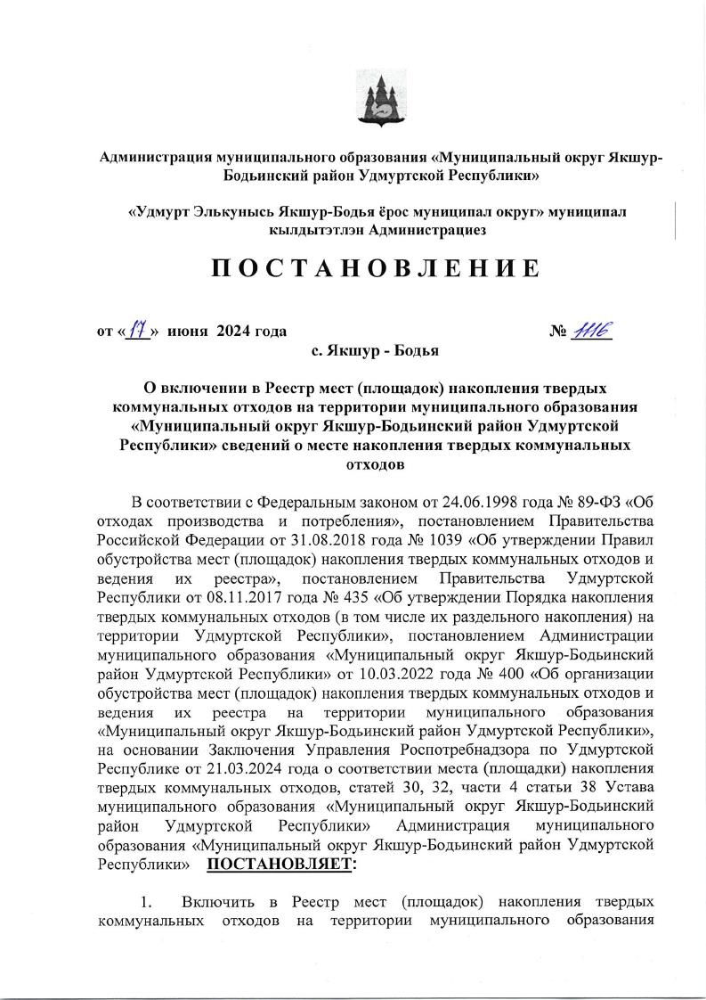 Администрация муниципального образования «Муниципальный округ Якшур-
Бодьинский район Удмуртской Республики»
«Удмурт Элькунысь Якшур-Бодья ёрос муниципал округ» муниципал
кылдытэтлэн Администрациез
П О С Т А Н О В Л Е Н И Е
от «17» июня 2024 года № 1116
с. Якшур - Бодья
О включении в Реестр мест (площадок) накопления твердых
коммунальных отходов на территории муниципального образования
«Муниципальный округ Якшур-Бодьинский район Удмуртской
Республики» сведений о месте накопления твердых коммунальных
отходов
В соответствии с Федеральным законом от 24.06.1998 года № 89-ФЗ «Об
отходах производства и потребления», постановлением Правительства
Российской Федерации от 31.08.2018 года № 1039 «Об утверждении Правил
обустройства мест (площадок) накопления твердых коммунальных отходов и
ведения их реестра», постановлением Правительства Удмуртской
Республики от 08.11.2017 года № 435 «Об утверждении Порядка накопления
твердых коммунальных отходов (в том числе их раздельного накопления) на
территории Удмуртской Республики», постановлением Администрации
муниципального образования «Муниципальный округ Якшур-Бодьинский
район Удмуртской Республики» от 10.03.2022 года № 400 «Об организации
обустройства мест (площадок) накопления твердых коммунальных отходов и
ведения их реестра на территории муниципального образования
«Муниципальный округ Якшур-Бодьинский район Удмуртской Республики»,
на основании Заключения Управления Роспотребнадзора по Удмуртской
Республике от 21.03.2024 года о соответствии места (площадки) накопления
твердых коммунальных отходов, статей 30, 32, части 4 статьи 38 Устава
муниципального образования «Муниципальный округ Якшур-Бодьинский
район Удмуртской Республики» Администрация муниципального
образования «Муниципальный округ Якшур-Бодьинский район Удмуртской
Республики» ПОСТАНОВЛЯЕТ:
1. Включить в Реестр мест (площадок) накопления твердых
коммунальных отходов на территории муниципального образования